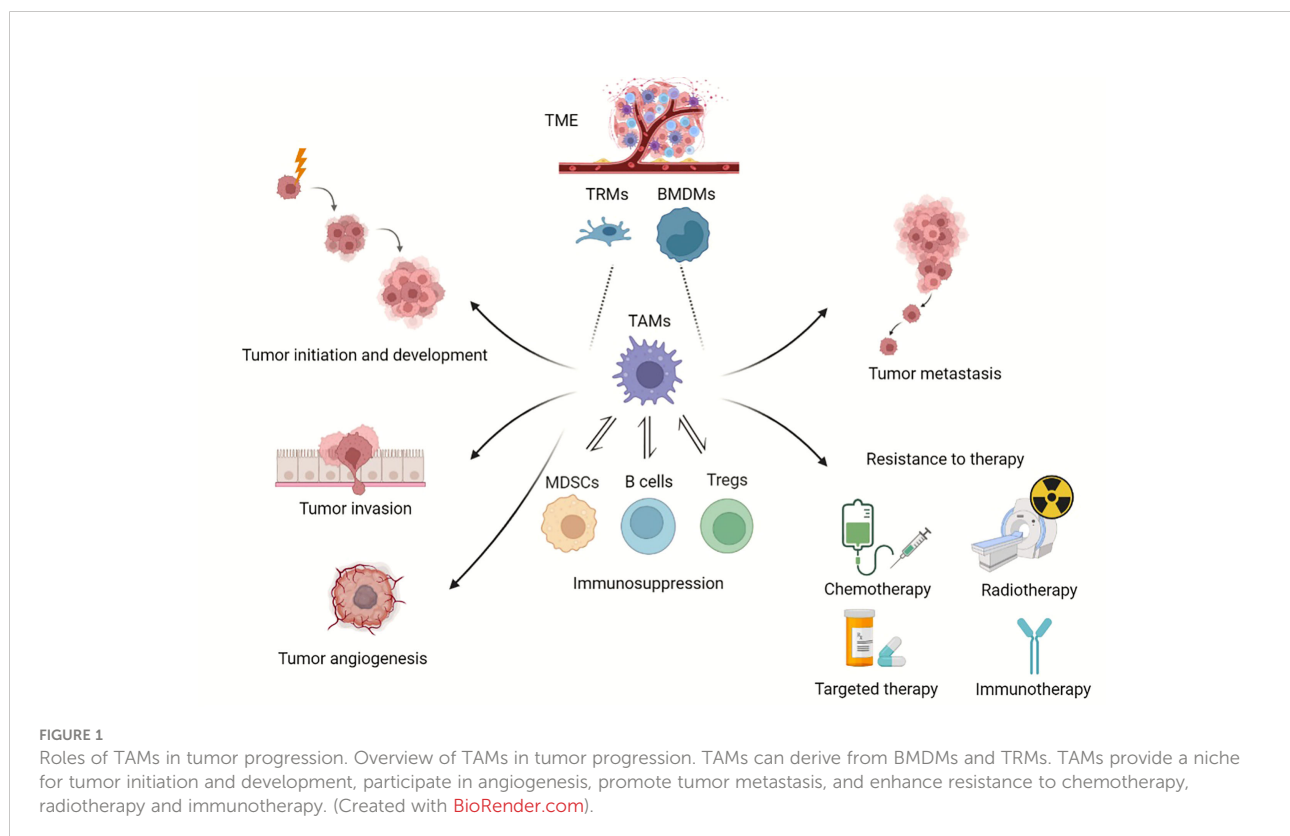 TME
TRMs
BMDMs
TAMs
Tumor initiation and development
Tumor metastasis
Tumor invasion
Resistance to therapy
MDSCs
B cells
Tregs
Immunosuppression
Chemotherapy
Radiotherapy
Tumor angiogenesis
Targeted therapy
Immunotherapy
FIGURE 1
Roles of TAMs in tumor progression. Overview of TAMs in tumor progression. TAMs can derive from BMDMs and TRMs. TAMs provide a niche
for tumor initiation and development, participate in angiogenesis, promote tumor metastasis, and enhance resistance to chemotherapy,
radiotherapy and immunotherapy. (Created with BioRender.com).